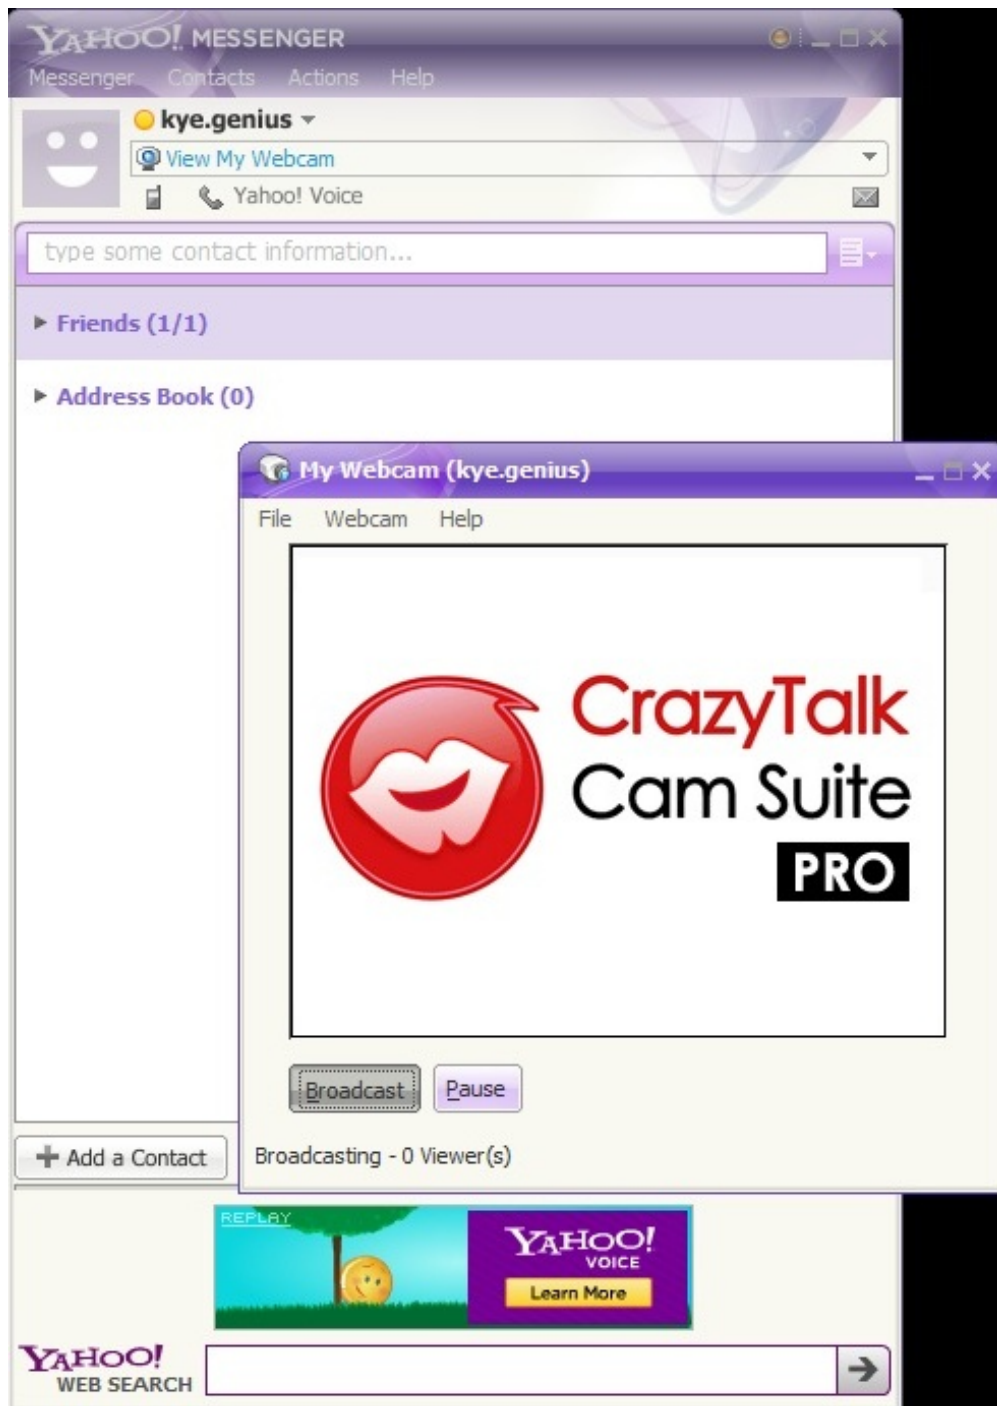 YAHOO! MESSENGER
Messenger Contacts Actions Help
kye.genius
View My Webcam
Yahoo! Voice
type some contact information...
Friends (1/1)
Address Book (0)
My Webcam (kye.genius)
File Webcam Help
CrazyTalk
Cam Suite
PRO
Broadcast Pause
Broadcasting - 0 Viewer(s)
+ Add a Contact
REPLAY
YAHOO!
VOICE
Learn More
YAHOO!
WEB SEARCH